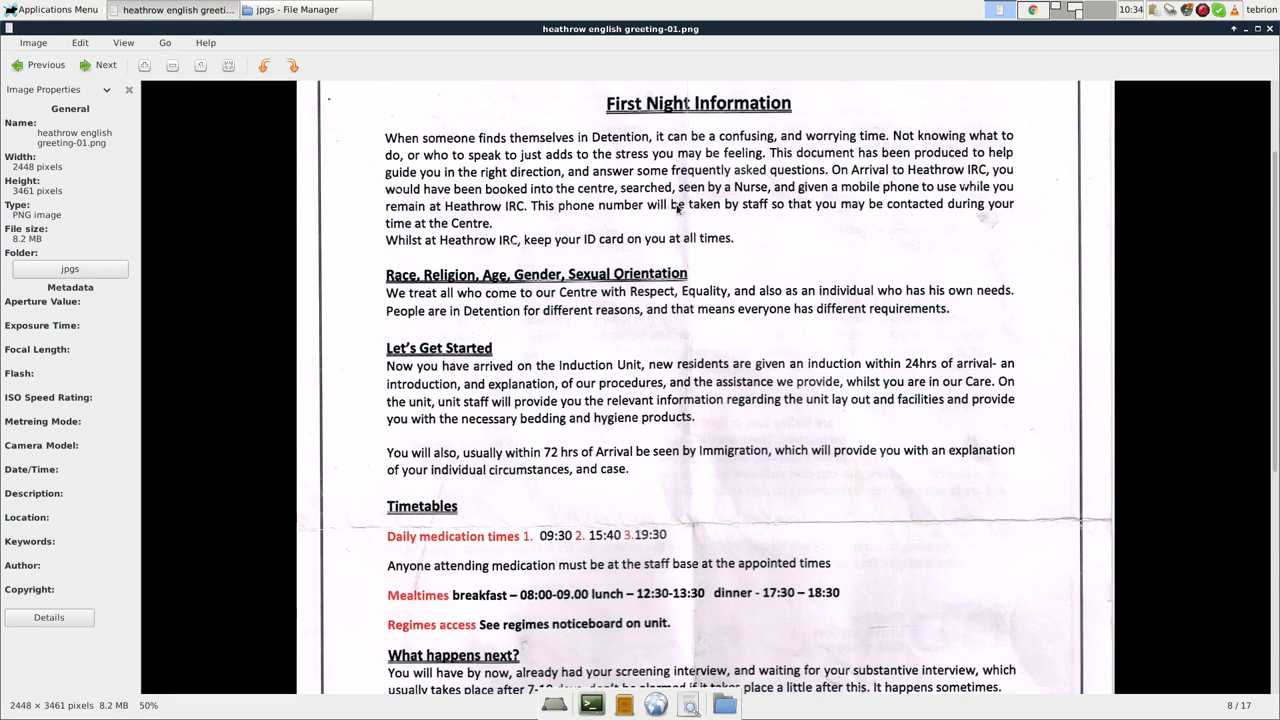 Applications Menu
heathrow english greeti...
jpgs - File Manager
10:34
tebrion
heathrow english greeting-01.png
Image Edit View Go Help
Previous Next
Image Properties
General
Name:
heathrow english
greeting-01.png
Width:
2448 pixels
Height:
3461 pixels
Type:
PNG image
File size:
8.2 MB
Folder:
jpgs
Metadata
Aperture Value:
Exposure Time:
Focal Length:
Flash:
ISO Speed Rating:
Metreing Mode:
Camera Model:
Date/Time:
Description:
Location:
Keywords:
Author:
Copyright:
Details
First Night Information
When someone finds themselves in Detention, it can be a confusing, and worrying time. Not knowing what to
do, or who to speak to just adds to the stress you may be feeling. This document has been produced to help
guide you in the right direction, and answer some frequently asked questions. On Arrival to Heathrow IRC, you
would have been booked into the centre, searched, seen by a Nurse, and given a mobile phone to use while you
remain at Heathrow IRC. This phone number will be taken by staff so that you may be contacted during your
time at the Centre.
Whilst at Heathrow IRC, keep your ID card on you at all times.
Race, Religion, Age, Gender, Sexual Orientation
We treat all who come to our Centre with Respect, Equality, and also as an individual who has his own needs.
People are in Detention for different reasons, and that means everyone has different requirements.
Let's Get Started
Now you have arrived on the Induction Unit, new residents are given an induction within 24hrs of arrival- an
introduction, and explanation, of our procedures, and the assistance we provide, whilst you are in our Care. On
the unit, unit staff will provide you the relevant information regarding the unit lay out and facilities and provide
you with the necessary bedding and hygiene products.
You will also, usually within 72 hrs of Arrival be seen by Immigration, which will provide you with an explanation
of your individual circumstances, and case.
Timetables
Daily medication times 1. 09:30 2. 15:40 3.19:30
Anyone attending medication must be at the staff base at the appointed times
Mealtimes breakfast – 08:00-09.00 lunch – 12:30-13:30 dinner - 17:30 – 18:30
Regimes access See regimes noticeboard on unit.
What happens next?
You will have by now, already had your screening interview, and waiting for your substantive interview, which
usually takes place after 7-10 days, don't be alarmed if it takes place a little after this. It happens sometimes.
2448 × 3461 pixels 8.2 MB 50%
8 / 17